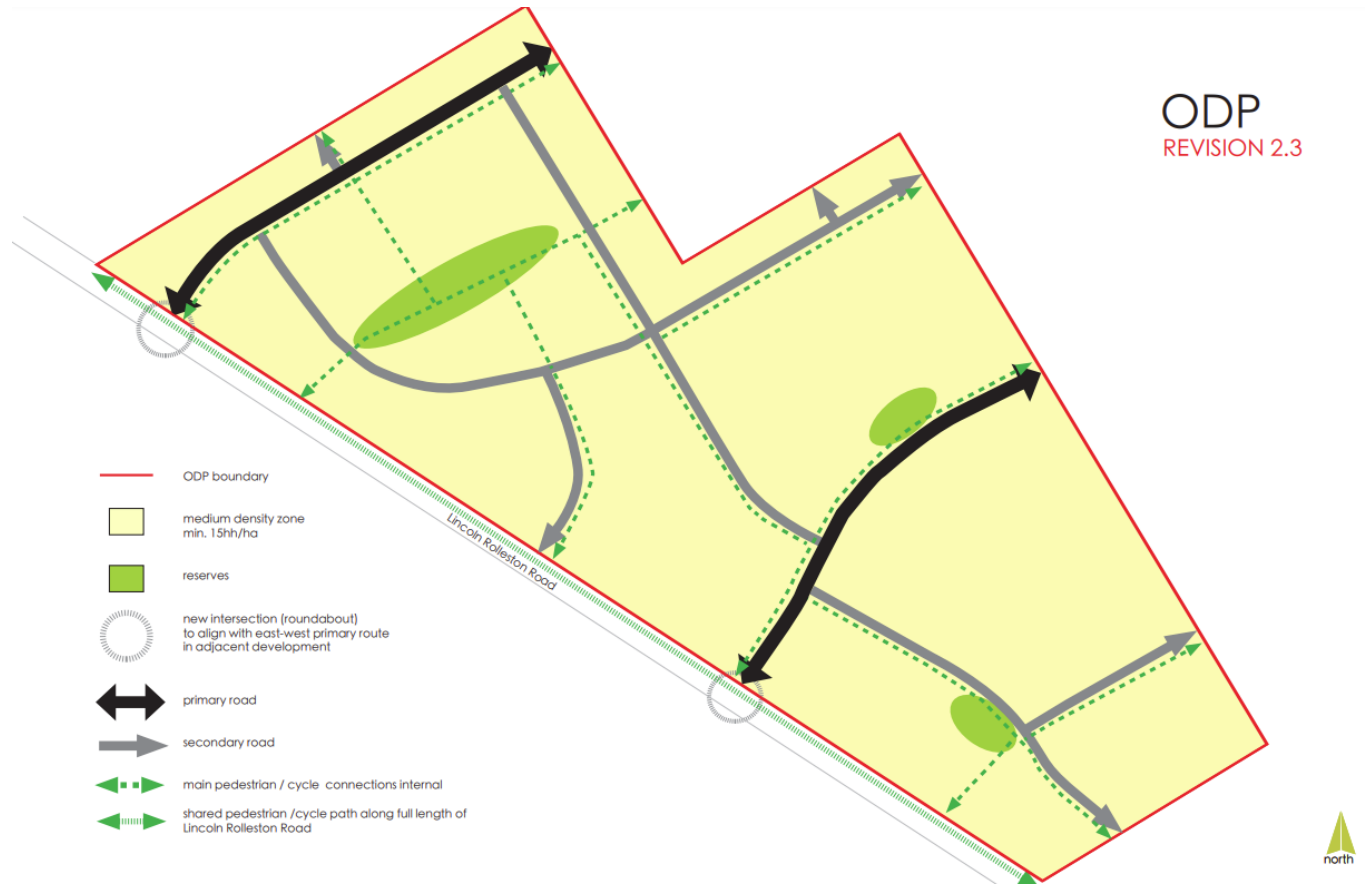 ODP
REVISION 2.3
Lincoln Rolleston Road
ODP boundary
medium density zone
min. 15hh/ha
reserves
new intersection (roundabout)
to align with east-west primary route
in adjacent development
primary road
secondary road
main pedestrian / cycle connections internal
shared pedestrian /cycle path along full length of
Lincoln Rolleston Road
north